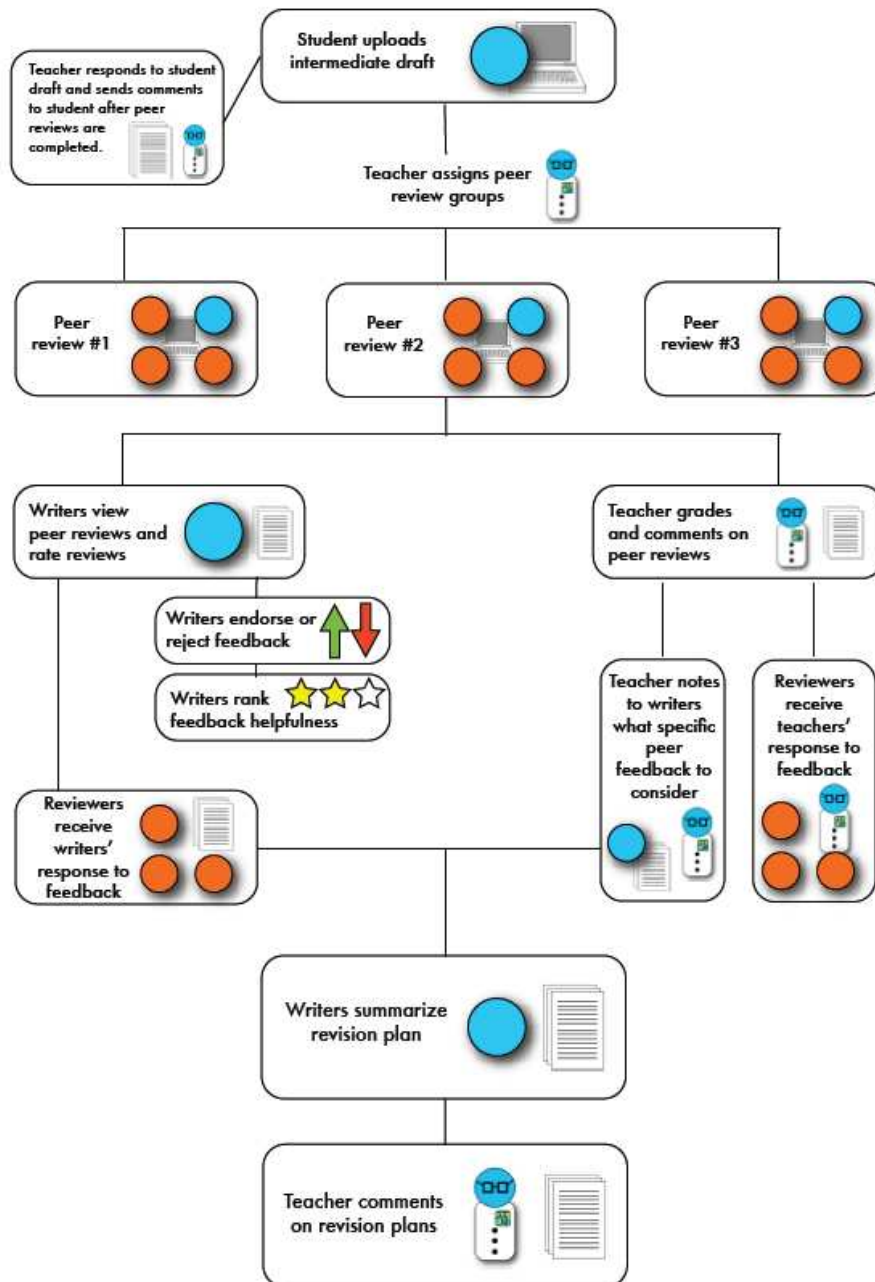 Student uploads
intermediate draft
Teacher responds to student
draft and sends comments
to student after peer
reviews are
completed.
Teacher assigns peer
review groups
Peer
review #1
Peer
review #2
Peer
review #3
Writers view
peer reviews and
rate reviews
Teacher grades
and comments on
peer reviews
Writers endorse or
reject feedback
Writers rank
feedback helpfulness
Teacher notes
to writers
what specific
peer
feedback to
consider
Reviewers
receive
teachers'
response to
feedback
Reviewers
receive
writers'
response to
feedback
Writers summarize
revision plan
Teacher comments
on revision plans